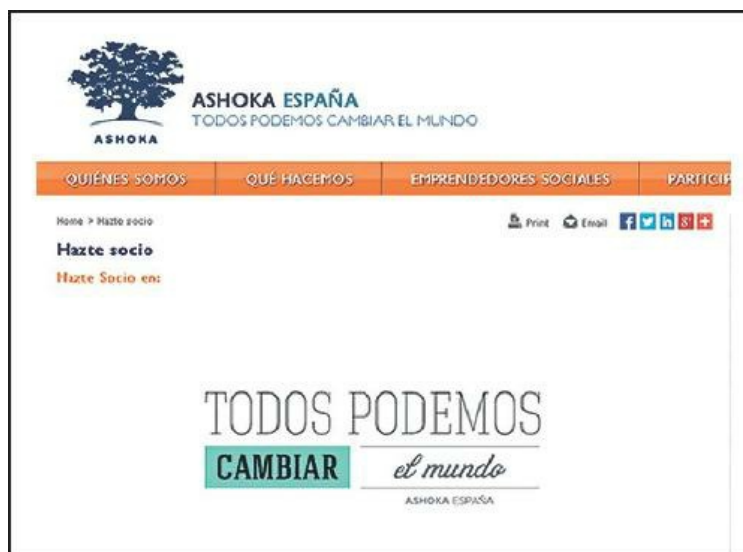 ASHOKA
ASHOKA ESPAÑA
TODOS PODEMOS CAMBIAR EL MUNDO
QUIÉNES SOMOS QUÉ HACEMOS EMPRENDEDORES SOCIALES PARTICIP
Home > Hazte socio Print Email
Hazte socio
Hazte Socio en:
TODOS PODEMOS
CAMBIAR el mundo
ASHOKA ESPAÑA